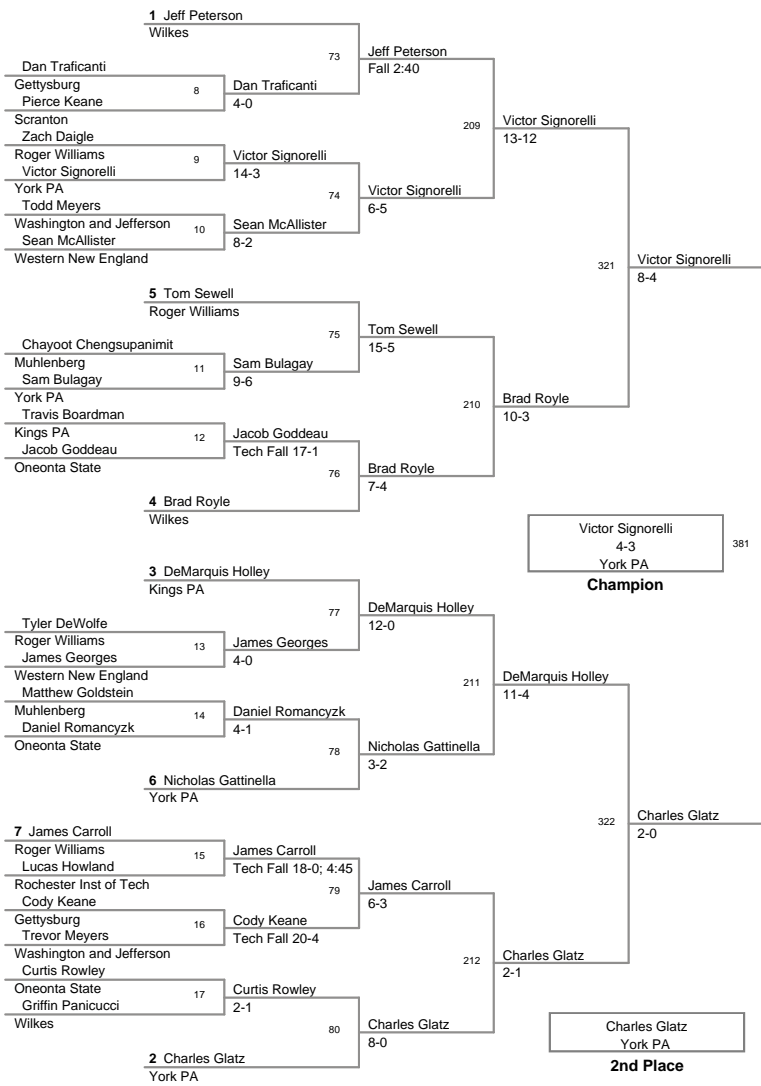 1 Jeff Peterson
Wilkes
73
Jeff Peterson
Fall 2:40
Dan Traficanti
Gettysburg
8
Dan Traficanti
4-0
Pierce Keane
Scranton
209
Victor Signorelli
13-12
Zach Daigle
Roger Williams
9
Victor Signorelli
14-3
Victor Signorelli
York PA
74
Victor Signorelli
6-5
Todd Meyers
Washington and Jefferson
10
Sean McAllister
8-2
Sean McAllister
Western New England
321
Victor Signorelli
8-4
5 Tom Sewell
Roger Williams
75
Tom Sewell
15-5
Chayoot Chengsupanimit
Muhlenberg
11
Sam Bulagay
9-6
Sam Bulagay
York PA
210
Brad Royle
10-3
Travis Boardman
Kings PA
12
Jacob Goddeau
Tech Fall 17-1
Jacob Goddeau
Oneonta State
76
Brad Royle
7-4
4 Brad Royle
Wilkes
Victor Signorelli
4-3
York PA
381
Champion
3 DeMarquis Holley
Kings PA
77
DeMarquis Holley
12-0
Tyler DeWolfe
Roger Williams
13
James Georges
4-0
James Georges
Western New England
211
DeMarquis Holley
11-4
Matthew Goldstein
Muhlenberg
14
Daniel Romancyzk
4-1
Daniel Romancyzk
Oneonta State
78
Nicholas Gattinella
3-2
6 Nicholas Gattinella
York PA
322
Charles Glatz
2-0
7 James Carroll
Roger Williams
15
James Carroll
Tech Fall 18-0; 4:45
Lucas Howland
Rochester Inst of Tech
79
James Carroll
6-3
Cody Keane
Gettysburg
16
Cody Keane
Tech Fall 20-4
Trevor Meyers
Washington and Jefferson
212
Charles Glatz
2-1
Curtis Rowley
Oneonta State
17
Curtis Rowley
2-1
Griffin Panicucci
Wilkes
80
Charles Glatz
8-0
2 Charles Glatz
York PA
Charles Glatz
York PA
2nd Place